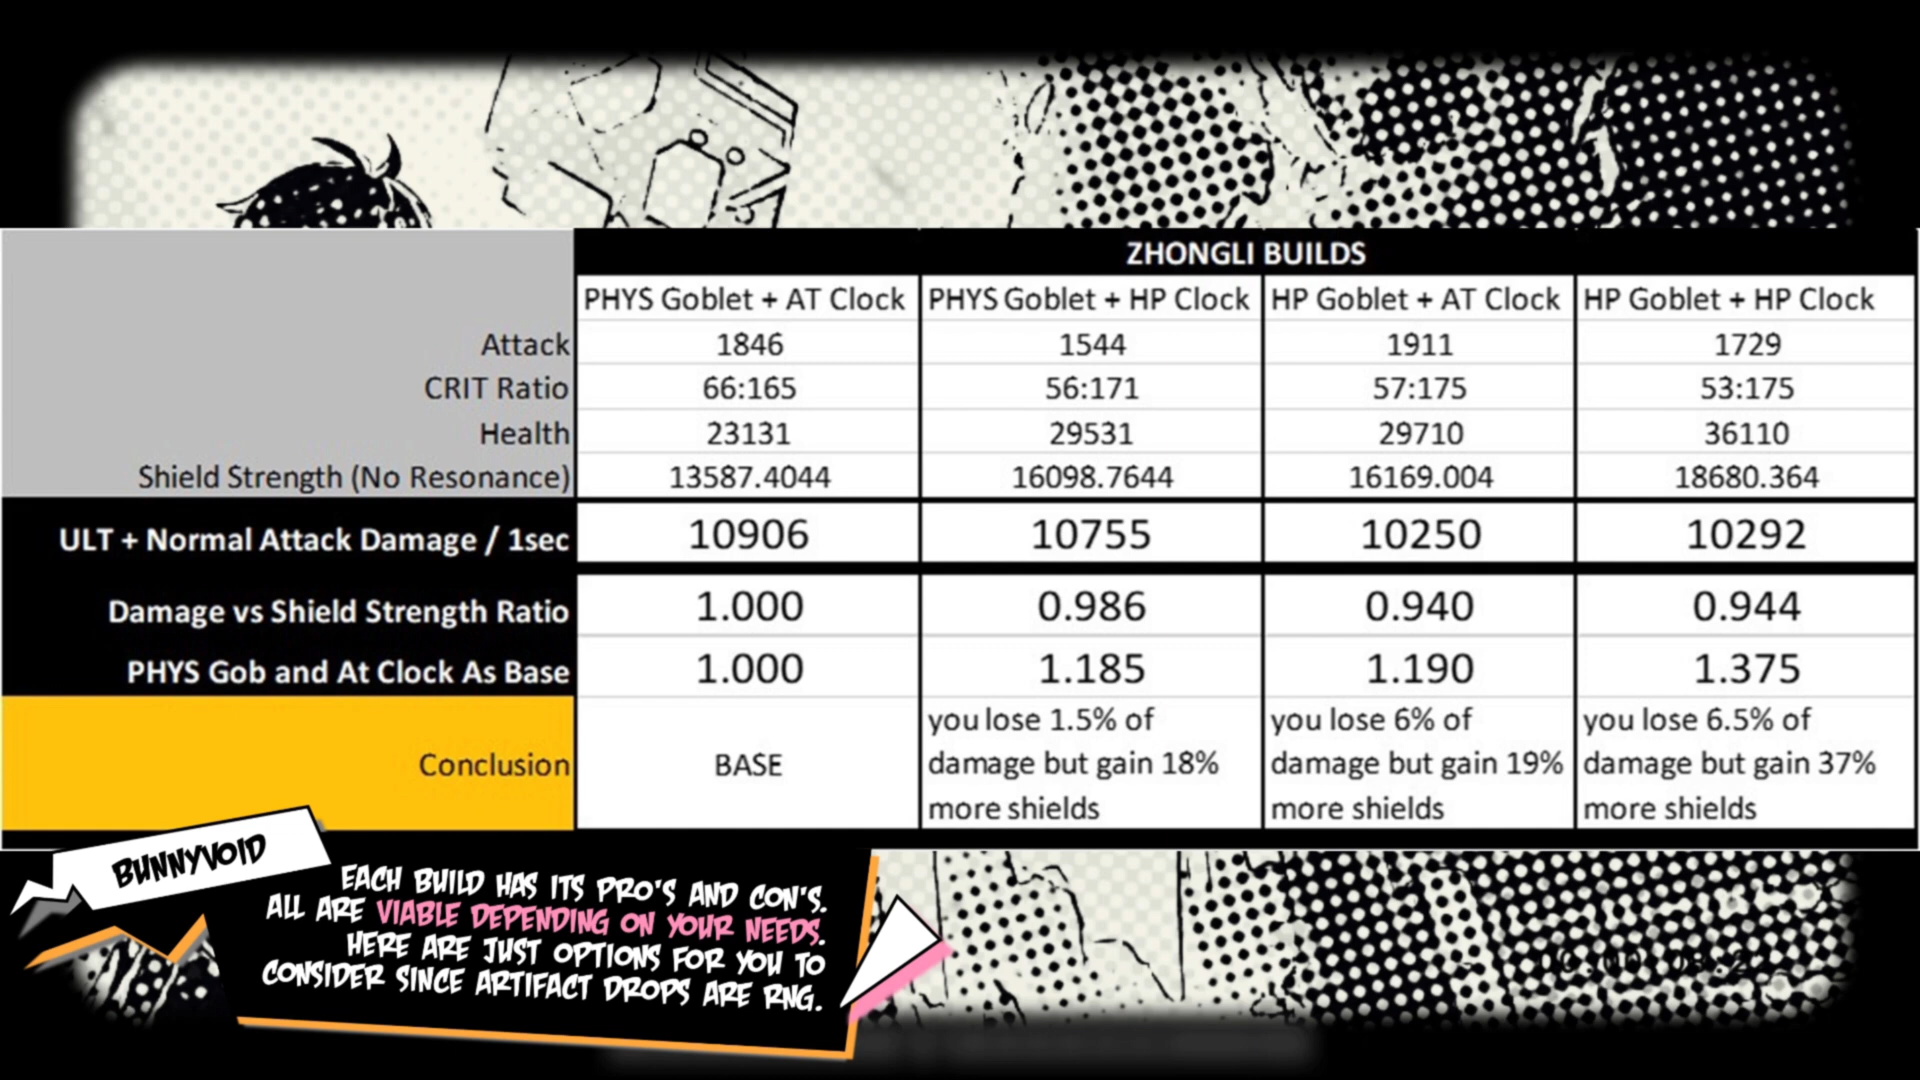 ZHONGLI BUILDS
PHYS Goblet + AT Clock PHYS Goblet + HP Clock HP Goblet + AT Clock HP Goblet + HP Clock
Attack 1846 1544 1911 1729
CRIT Ratio 66:165 56:171 57:175 53:175
Health 23131 29531 29710 36110
Shield Strength (No Resonance) 13587.4044 16098.7644 16169.004 18680.364
ULT + Normal Attack Damage / 1sec 10906 10755 10250 10292
Damage vs Shield Strength Ratio 1.000 0.986 0.940 0.944
PHYS Gob and At Clock As Base 1.000 1.185 1.190 1.375
Conclusion BASE
you lose 1.5% of
damage but gain 18%
more shields
you lose 6% of
damage but gain 19%
more shields
you lose 6.5% of
damage but gain 37%
more shields
BUNNYVOID
EACH BUILD HAS ITS PRO'S AND CON'S.
ALL ARE VIABLE DEPENDING ON YOUR NEEDS.
HERE ARE JUST OPTIONS FOR YOU TO
CONSIDER SINCE ARTIFACT DROPS ARE RNG.